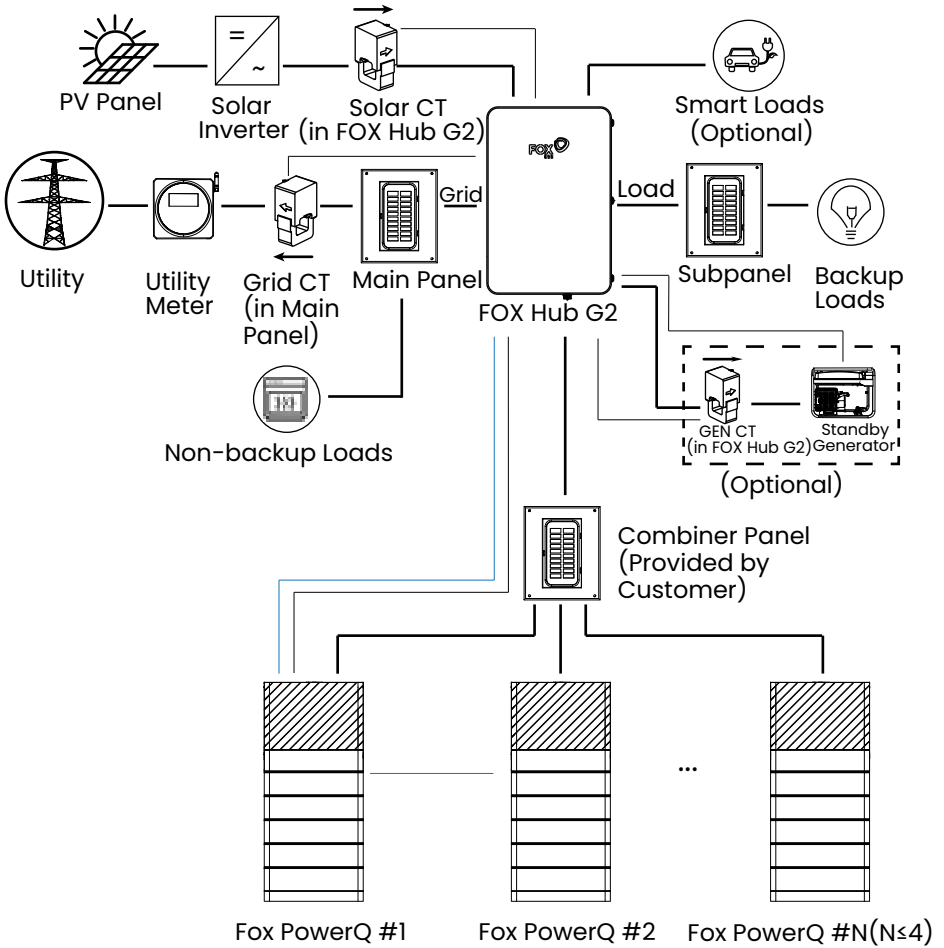 PV Panel
Solar
Inverter
Solar CT
(in FOX Hub G2)
Smart Loads
(Optional)
FOX
ESS
Grid
Load
Utility
Utility
Meter
Grid CT
(in Main
Panel)
Main Panel
FOX Hub G2
Subpanel
Backup
Loads
Non-backup Loads
GEN CT
(in FOX Hub G2)
Standby
Generator
(Optional)
Combiner Panel
(Provided by
Customer)
...
Fox PowerQ #1
Fox PowerQ #2
Fox PowerQ #N(N≤4)